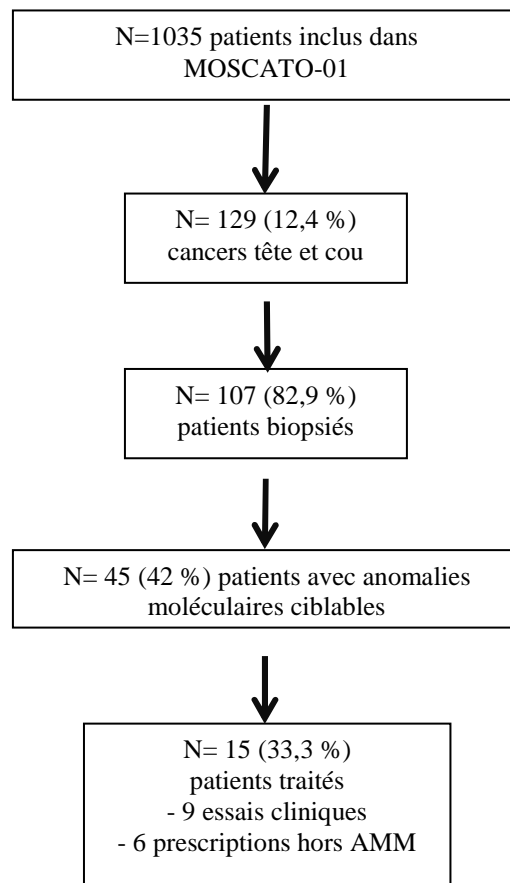 N=1035 patients inclus dans
MOSCATO-01
N= 129 (12,4 %)
cancers tête et cou
N= 107 (82,9 %)
patients biopsiés
N= 45 (42 %) patients avec anomalies
moléculaires ciblables
N= 15 (33,3 %)
patients traités
- 9 essais cliniques
- 6 prescriptions hors AMM